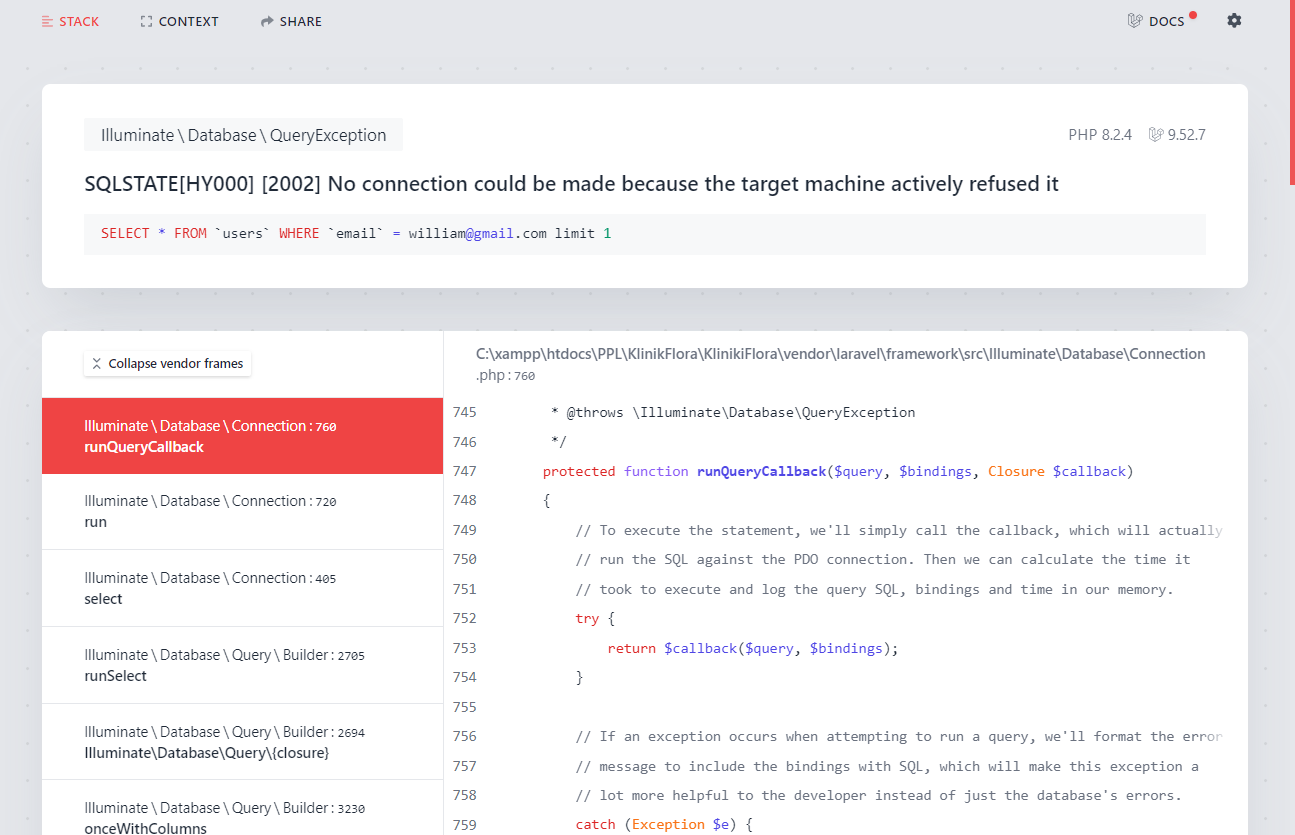 STACK CONTEXT SHARE DOCS
Illuminate \ Database \ QueryException PHP 8.2.4 9.52.7
SQLSTATE[HY000] [2002] No connection could be made because the target machine actively refused it
SELECT * FROM `users` WHERE `email` = william@gmail.com limit 1
Collapse vendor frames
Illuminate \ Database \ Connection : 760
runQueryCallback
Illuminate \ Database \ Connection : 720
run
Illuminate \ Database \ Connection : 405
select
Illuminate \ Database \ Query \ Builder : 2705
runSelect
Illuminate \ Database \ Query \ Builder : 2694
Illuminate\Database\Query\{closure}
Illuminate \ Database \ Query \ Builder : 3230
onceWithColumns
C:\xampp\htdocs\PPL\KlinikFlora\KlinikiFlora\vendor\laravel\framework\src\Illuminate\Database\Connection
.php : 760
745 * @throws \Illuminate\Database\QueryException
746 */
747 protected function runQueryCallback($query, $bindings, Closure $callback)
748 {
749 // To execute the statement, we'll simply call the callback, which will actually
750 // run the SQL against the PDO connection. Then we can calculate the time it
751 // took to execute and log the query SQL, bindings and time in our memory.
752 try {
753 return $callback($query, $bindings);
754 }
755
756 // If an exception occurs when attempting to run a query, we'll format the error
757 // message to include the bindings with SQL, which will make this exception a
758 // lot more helpful to the developer instead of just the database's errors.
759 catch (Exception $e) {